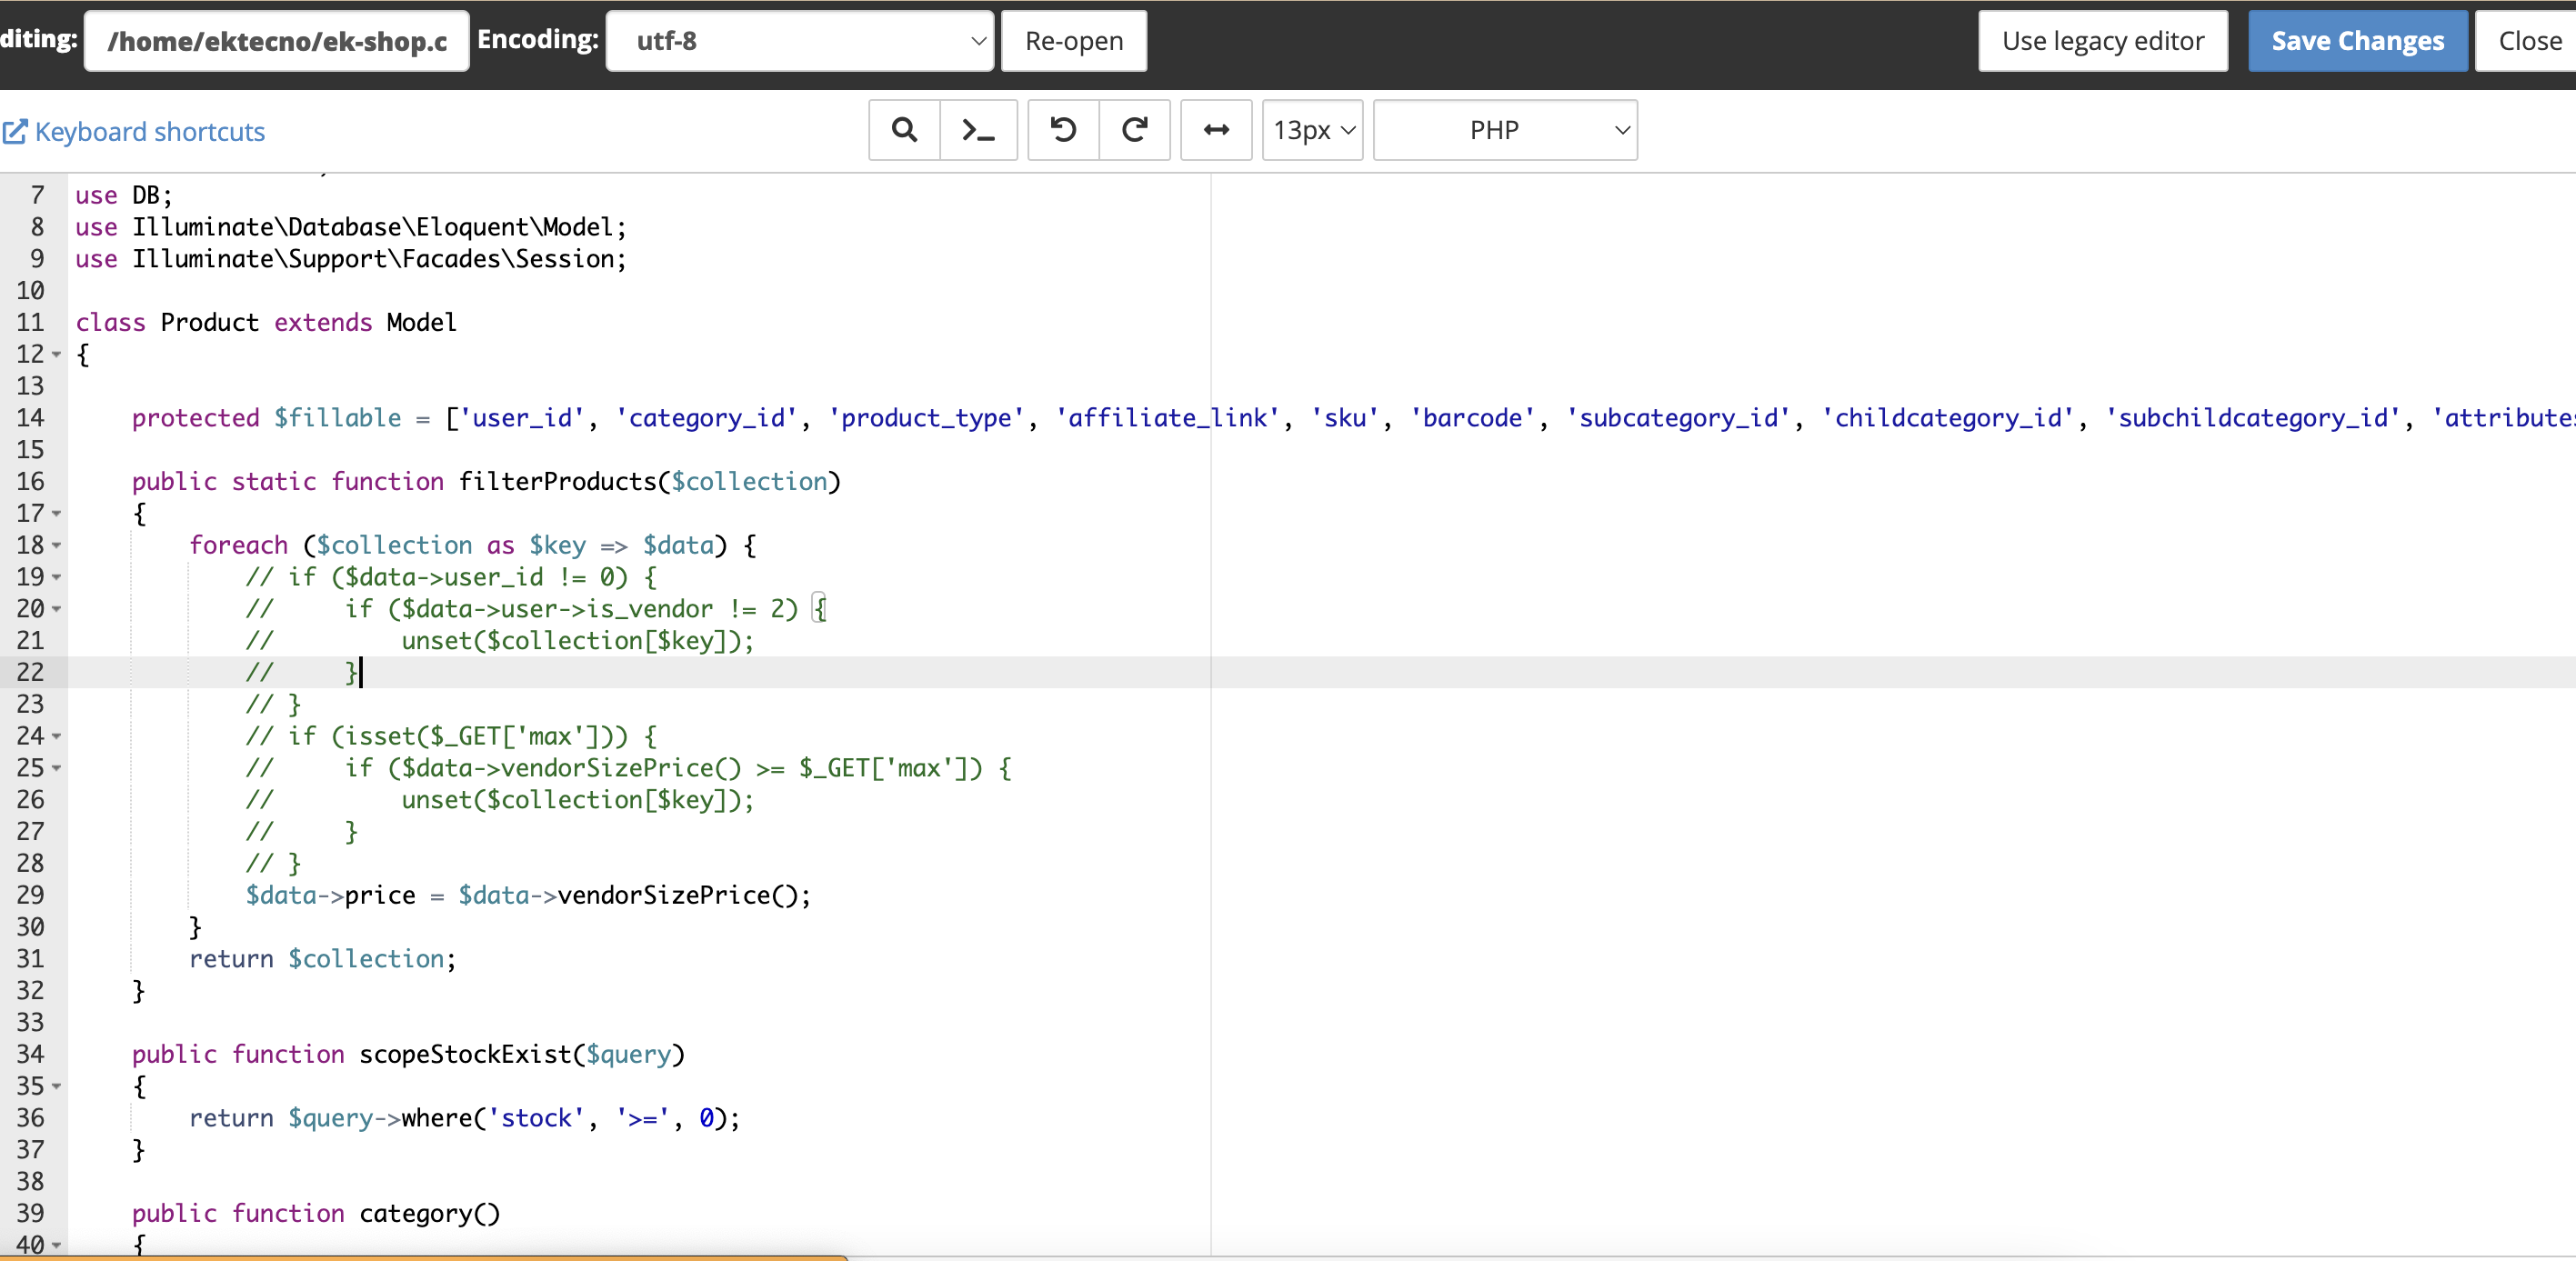 diting: /home/ektecno/ek-shop.c Encoding: utf-8 Re-open Use legacy editor Save Changes Close
Keyboard shortcuts >_ 13px PHP
7 use DB;
8 use Illuminate\Database\Eloquent\Model;
9 use Illuminate\Support\Facades\Session;
10
11 class Product extends Model
12 {
13
14     protected $fillable = ['user_id', 'category_id', 'product_type', 'affiliate_link', 'sku', 'barcode', 'subcategory_id', 'childcategory_id', 'subchildcategory_id', 'attributes
15
16     public static function filterProducts($collection)
17     {
18         foreach ($collection as $key => $data) {
19             // if ($data->user_id != 0) {
20             //     if ($data->user->is_vendor != 2) {
21             //         unset($collection[$key]);
22             //     }
23             // }
24             // if (isset($_GET['max'])) {
25             //     if ($data->vendorSizePrice() >= $_GET['max']) {
26             //         unset($collection[$key]);
27             //     }
28             // }
29             $data->price = $data->vendorSizePrice();
30         }
31         return $collection;
32     }
33
34     public function scopeStockExist($query)
35     {
36         return $query->where('stock', '>=', 0);
37     }
38
39     public function category()
40     {